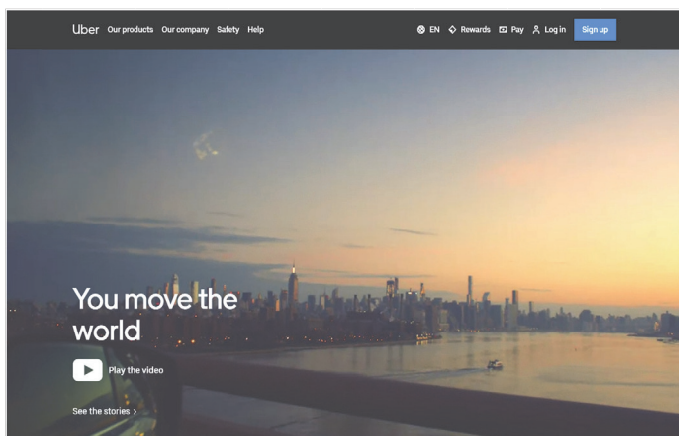 Uber Our products Our company Safety Help EN Rewards Pay Log in Sign up
You move the
world
Play the video
See the stories